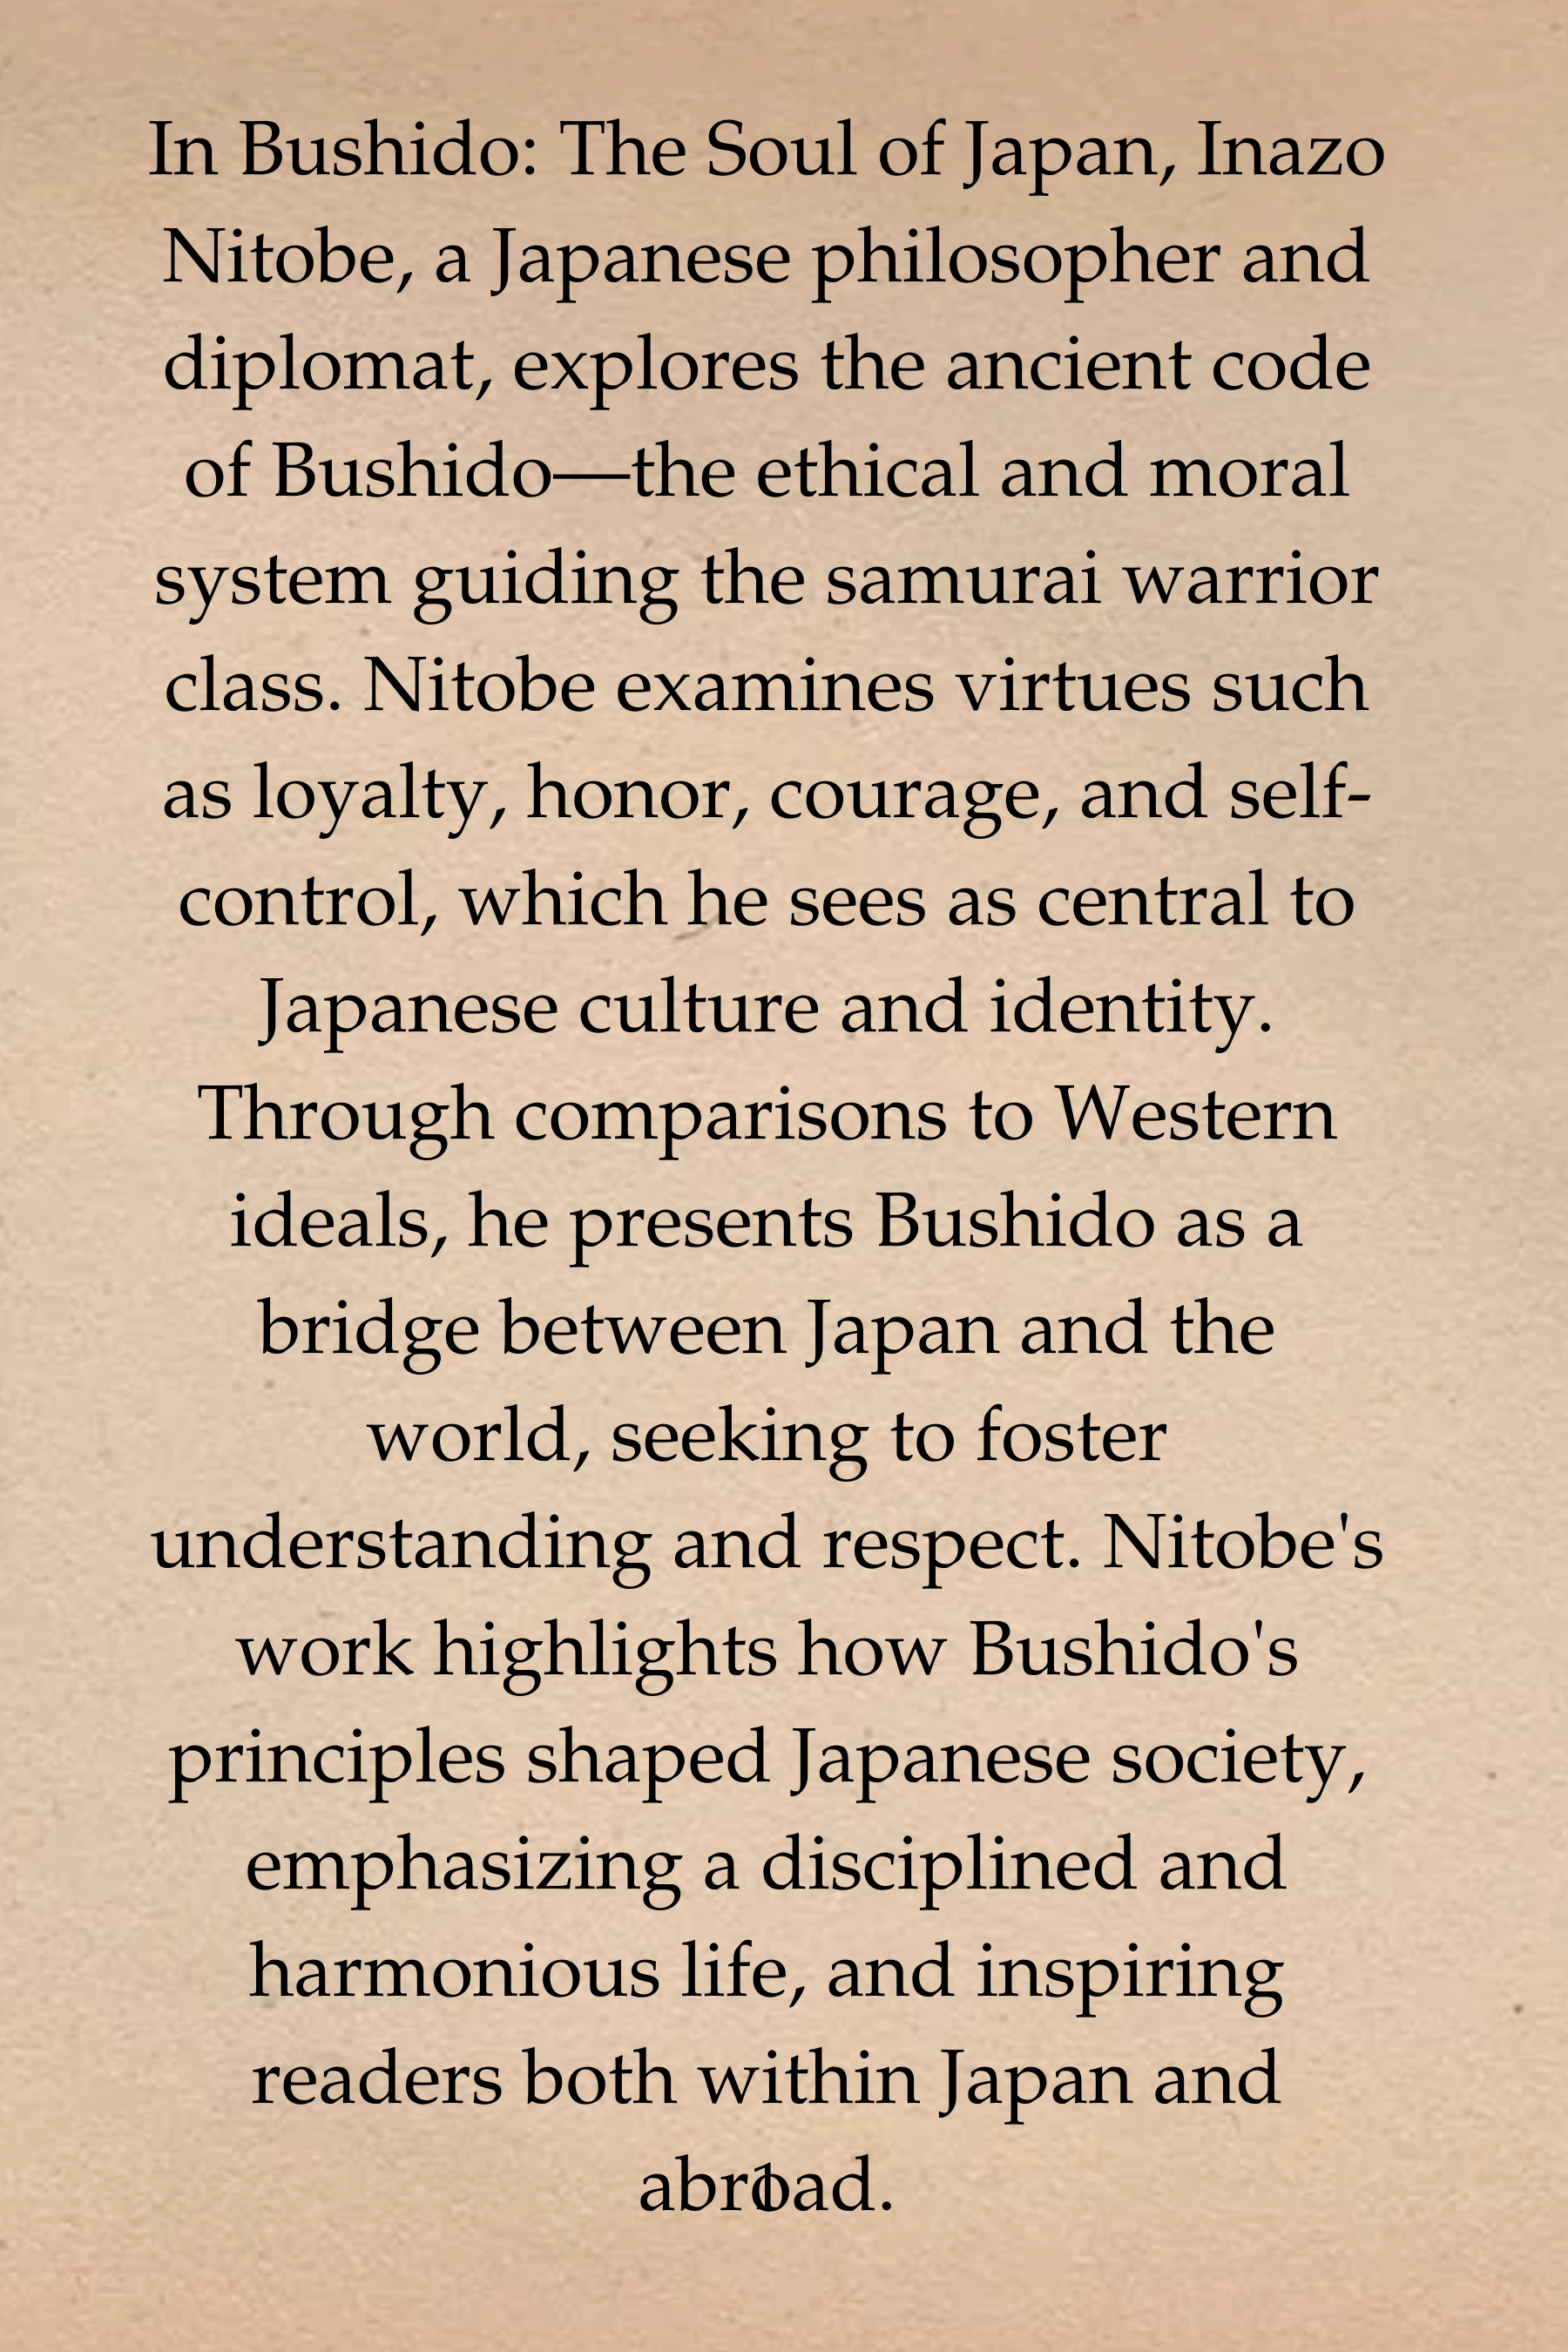 In Bushido: The Soul of Japan, Inazo
Nitobe, a Japanese philosopher and
diplomat, explores the ancient code
of Bushido—the ethical and moral
system guiding the samurai warrior
class. Nitobe examines virtues such
as loyalty, honor, courage, and self-
control, which he sees as central to
Japanese culture and identity.
Through comparisons to Western
ideals, he presents Bushido as a
bridge between Japan and the
world, seeking to foster
understanding and respect. Nitobe's
work highlights how Bushido's
principles shaped Japanese society,
emphasizing a disciplined and
harmonious life, and inspiring
readers both within Japan and
abroad.
1